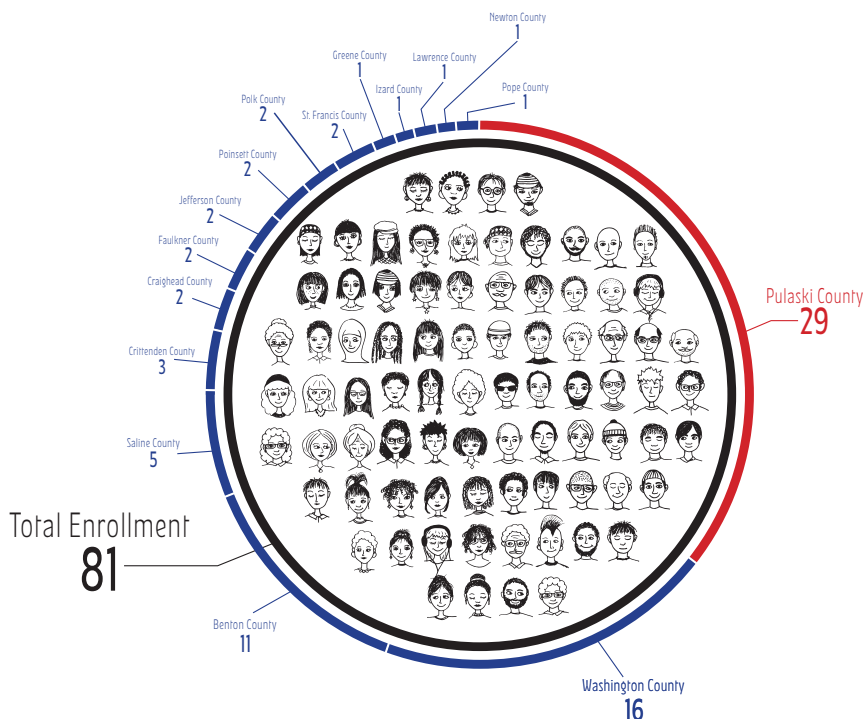 Newton County
1
Greene County
1
Lawrence County
1
Izard County
1
Pope County
1
Polk County
2
St. Francis County
2
Poinsett County
2
Jefferson County
2
Faulkner County
2
Craighead County
2
Pulaski County
29
Crittenden County
3
Saline County
5
Total Enrollment
81
Benton County
11
Washington County
16